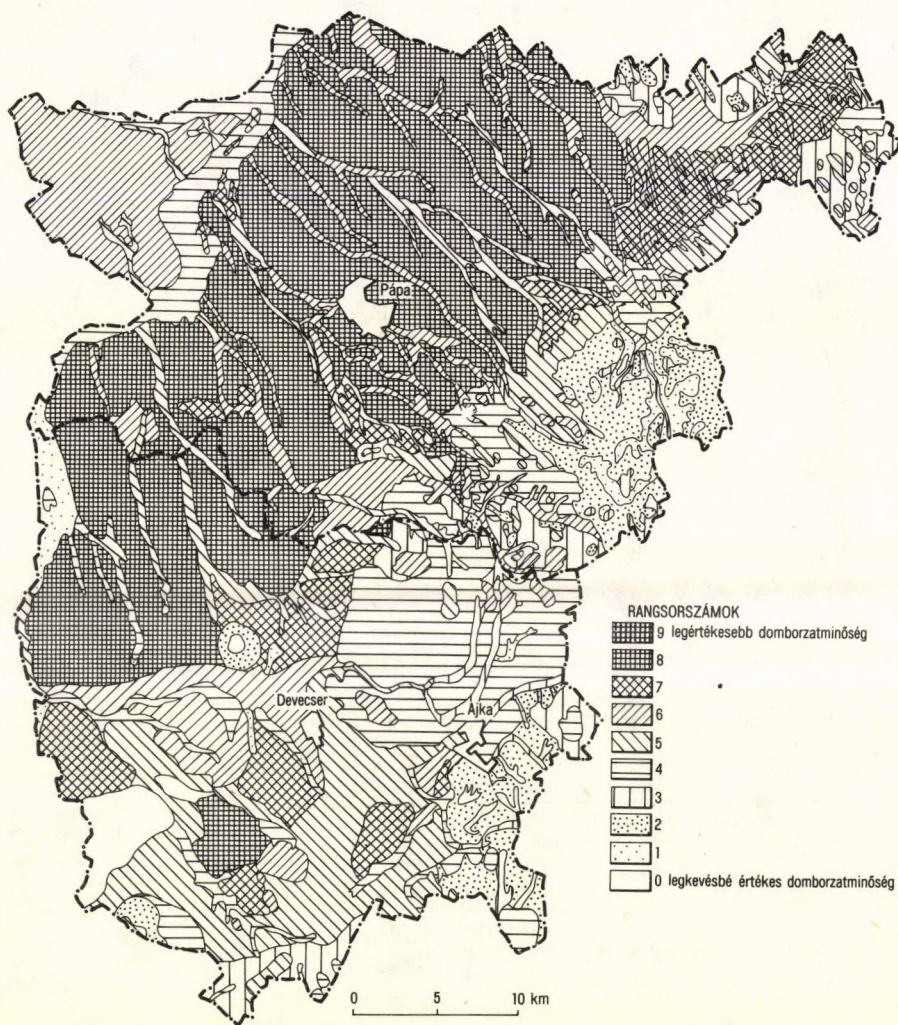 Pápa
Devecser
Ajka
RANGSORSZÁMOK
9 legértékesebb domborzatminőség
8
7
6
5
4
3
2
1
0 legkevésbé értékes domborzatminőség
0 5 10 km